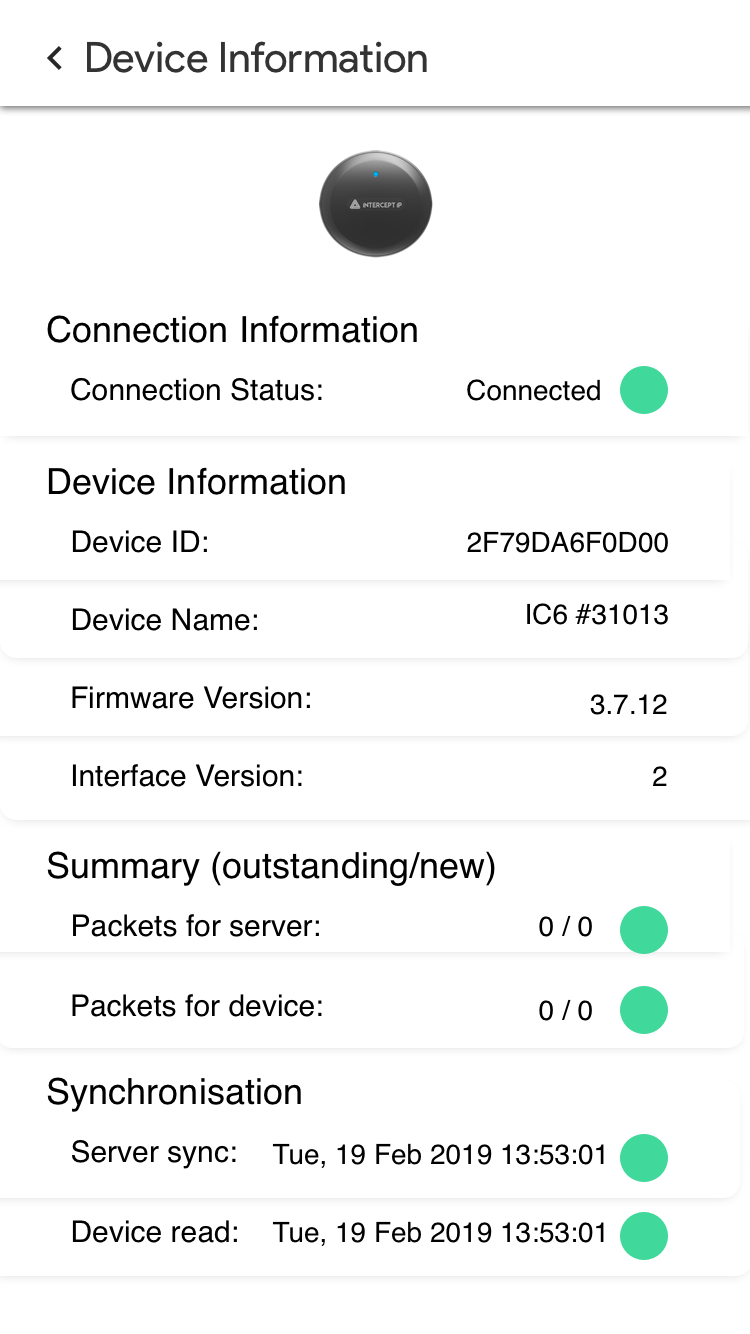 Device Information
INTERCEPT IP
Connection Information
Connection Status: Connected
Device Information
Device ID: 2F79DA6F0D00
Device Name: IC6 #31013
Firmware Version: 3.7.12
Interface Version: 2
Summary (outstanding/new)
Packets for server: 0 / 0
Packets for device: 0 / 0
Synchronisation
Server sync: Tue, 19 Feb 2019 13:53:01
Device read: Tue, 19 Feb 2019 13:53:01